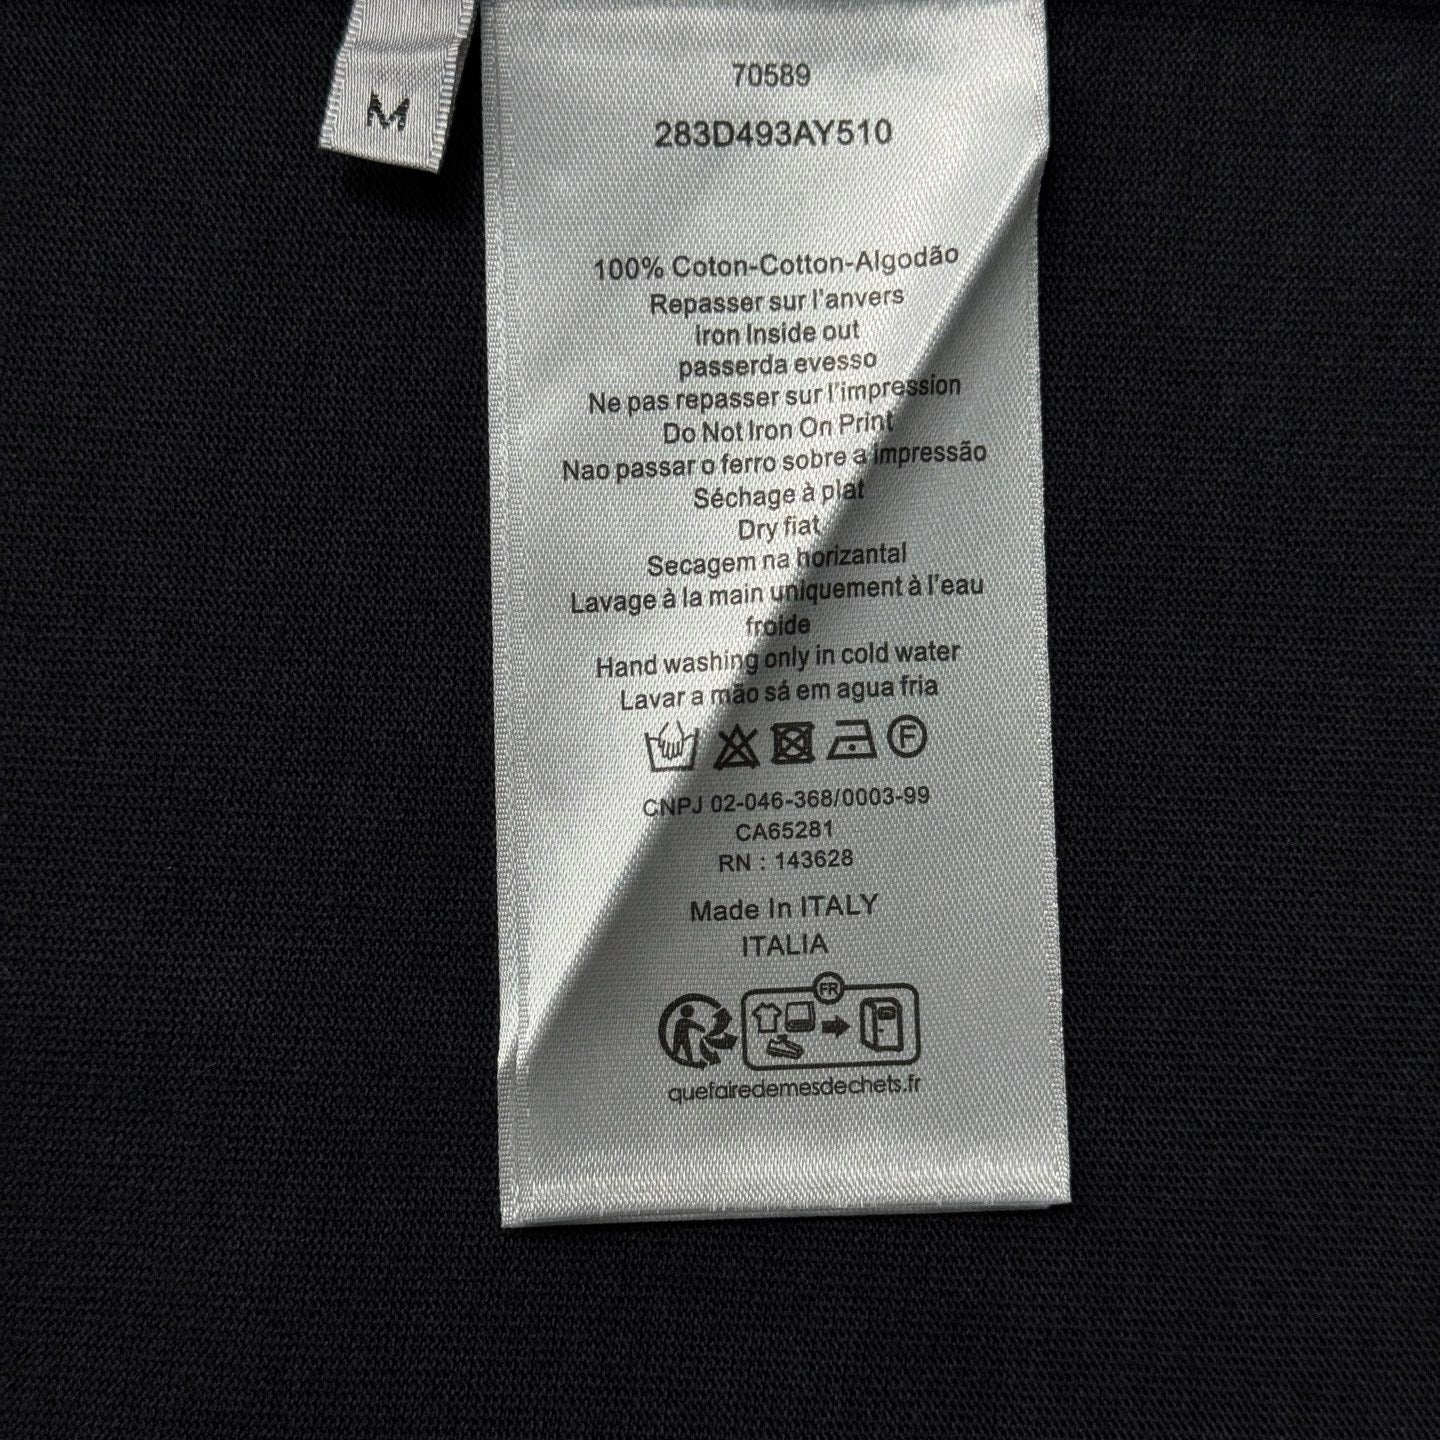 M
70589
283D493AY510
100% Coton-Cotton-Algodão
Repasser sur l'anvers
Iron Inside out
passerda evesso
Ne pas repasser sur l'impression
Do Not Iron On Print
Nao passar o ferro sobre a impressão
Séchage à plat
Dry fiat
Secagem na horizantal
Lavage à la main uniquement à l'eau
froide
Hand washing only in cold water
Lavar a mão sá em agua fria
F
CNPJ 02-046-368/0003-99
CA65281
RN : 143628
Made In ITALY
ITALIA
FR
quefairedemesdechets.fr